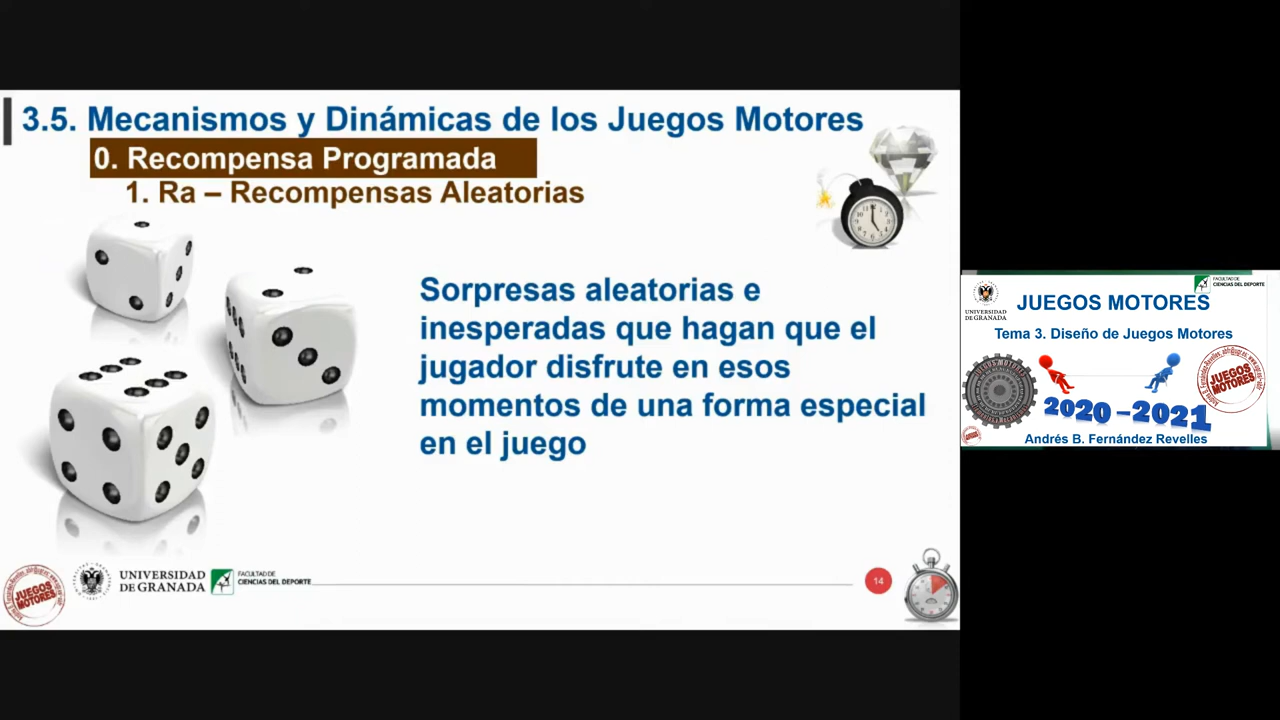 3.5. Mecanismos y Dinámicas de los Juegos Motores
0. Recompensa Programada
1. Ra – Recompensas Aleatorias
Sorpresas aleatorias e
inesperadas que hagan que el
jugador disfrute en esos
momentos de una forma especial
en el juego
JUEGOS
MOTORES
UNIVERSIDAD
DE GRANADA
FACULTAD DE
CIENCIAS DEL DEPORTE
14
UNIVERSIDAD
DE GRANADA
FACULTAD DE
CIENCIAS DEL DEPORTE
JUEGOS MOTORES
Tema 3. Diseño de Juegos Motores
JUEGOS
MOTORES
2020 –2021
Andrés B. Fernández Revelles